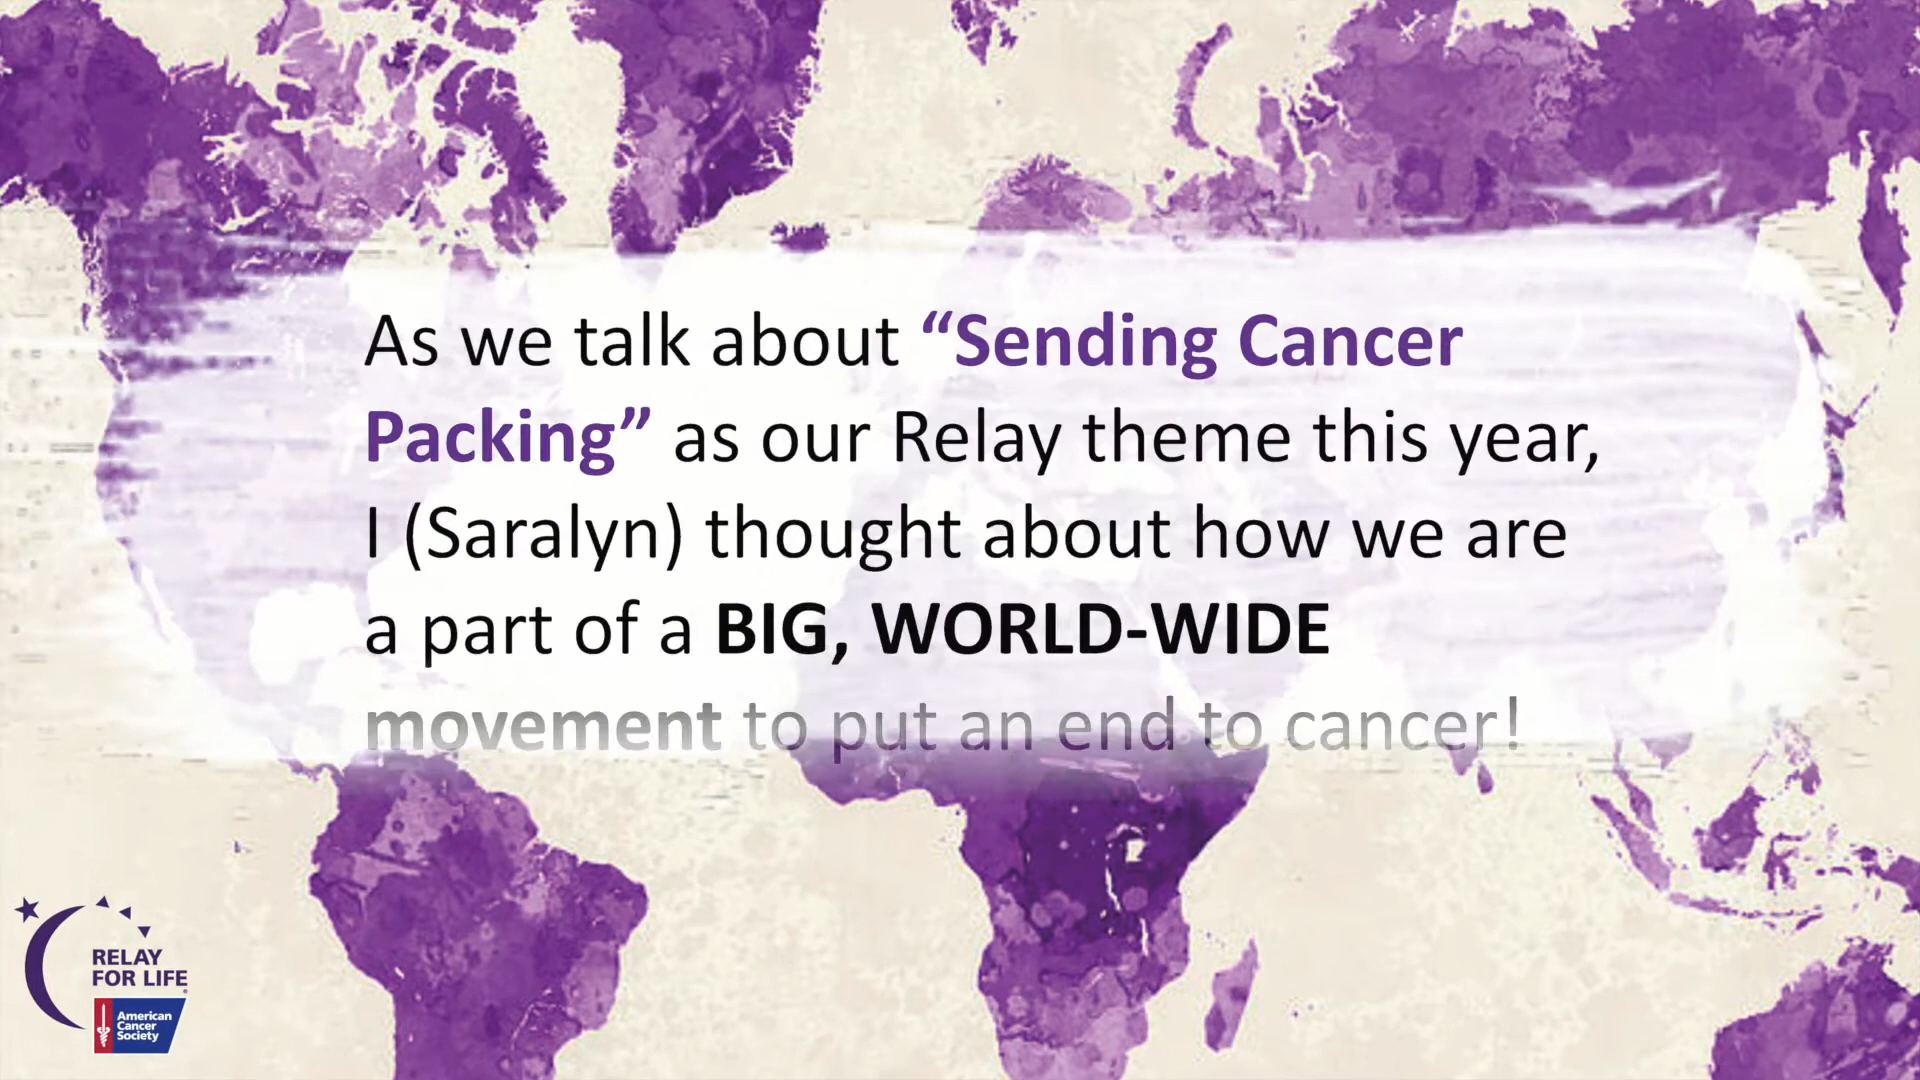 As we talk about “Sending Cancer
Packing” as our Relay theme this year,
I (Saralyn) thought about how we are
a part of a BIG, WORLD-WIDE
movement to put an end to cancer!
RELAY
FOR LIFE
American
Cancer
Society